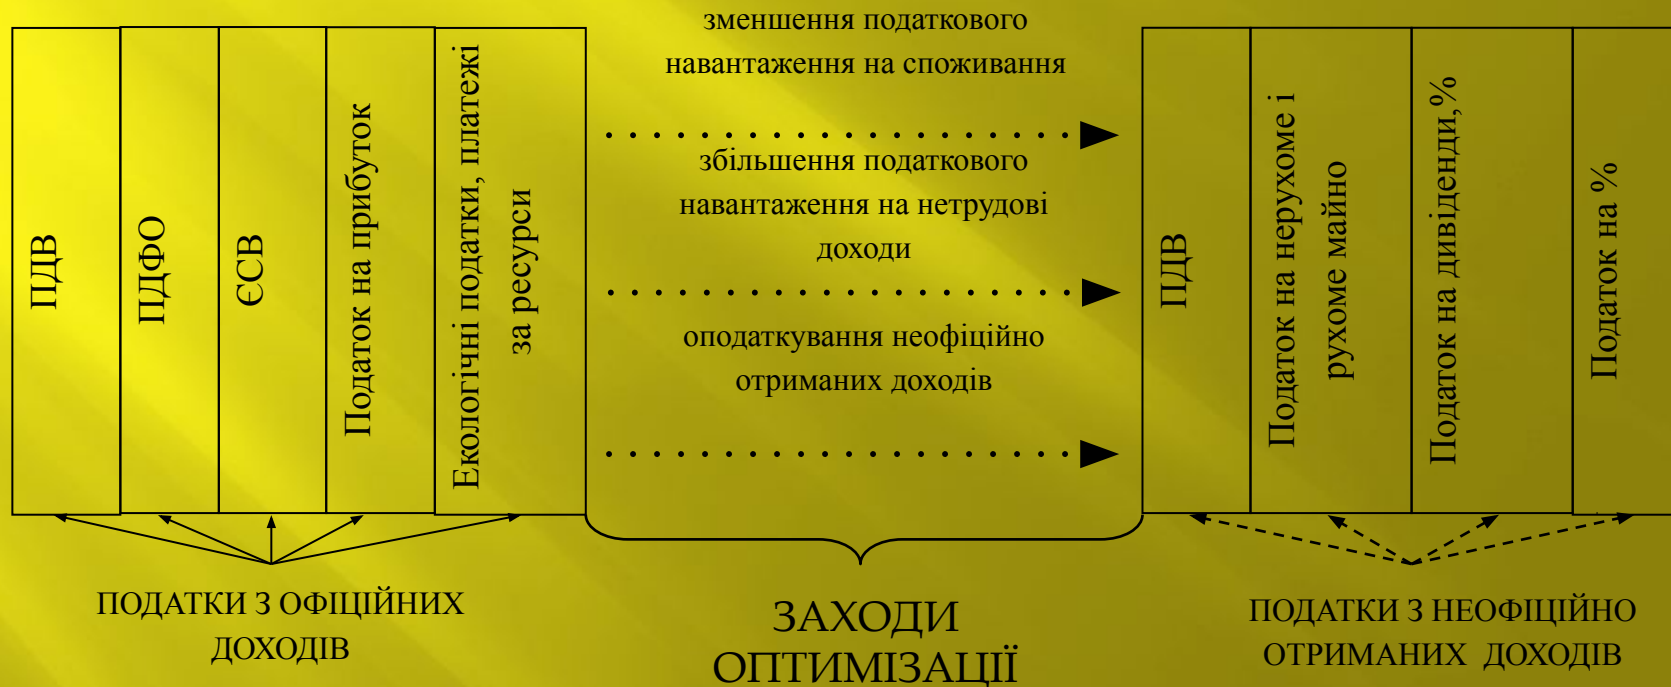 ПДВ
ПДФО
ЄСВ
Податок на прибуток
Екологічні податки, платежі
за ресурси
зменшення податкового
навантаження на споживання
збільшення податкового
навантаження на нетрудові
доходи
оподаткування неофіційно
отриманих доходів
ПДВ
Податок на нерухоме і
рухоме майно
Податок на дивіденди,%
Податок на %
ПОДАТКИ З ОФІЦІЙНИХ
ДОХОДІВ
ЗАХОДИ
ОПТИМІЗАЦІЇ
ПОДАТКИ З НЕОФІЦІЙНО
ОТРИМАНИХ ДОХОДІВ